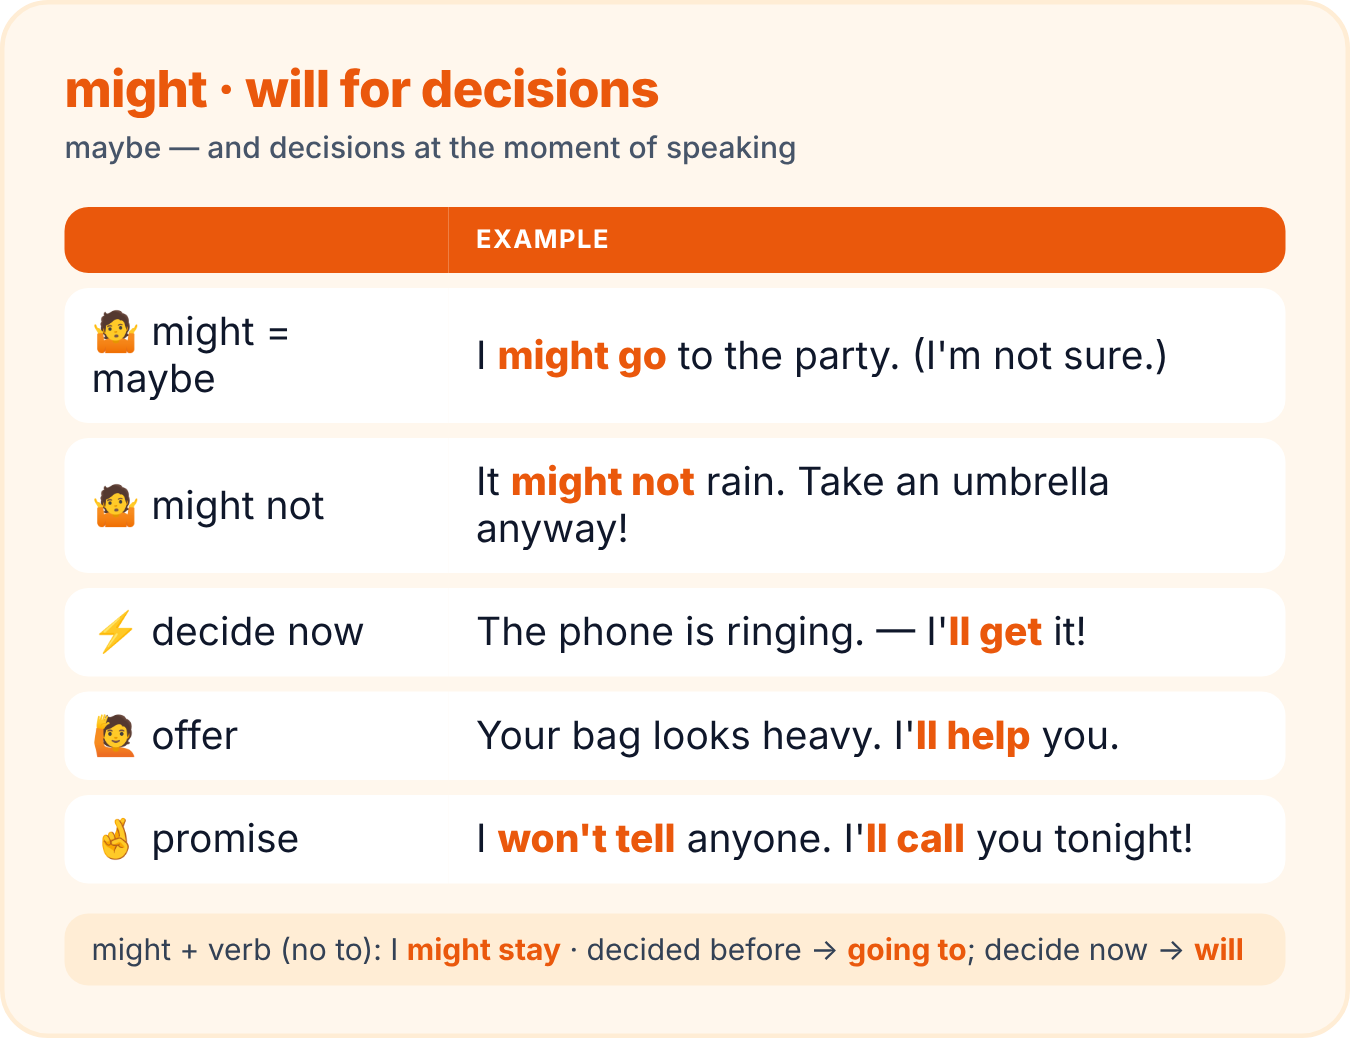 might · will for decisions
maybe — and decisions at the moment of speaking
EXAMPLE
🤷 might =
maybe
I might go to the party. (I'm not sure.)
🤷 might not
It might not rain. Take an umbrella
anyway!
⚡ decide now
The phone is ringing. — I'll get it!
🙋 offer
Your bag looks heavy. I'll help you.
🤞 promise
I won't tell anyone. I'll call you tonight!
might + verb (no to): I might stay · decided before → going to; decide now → will